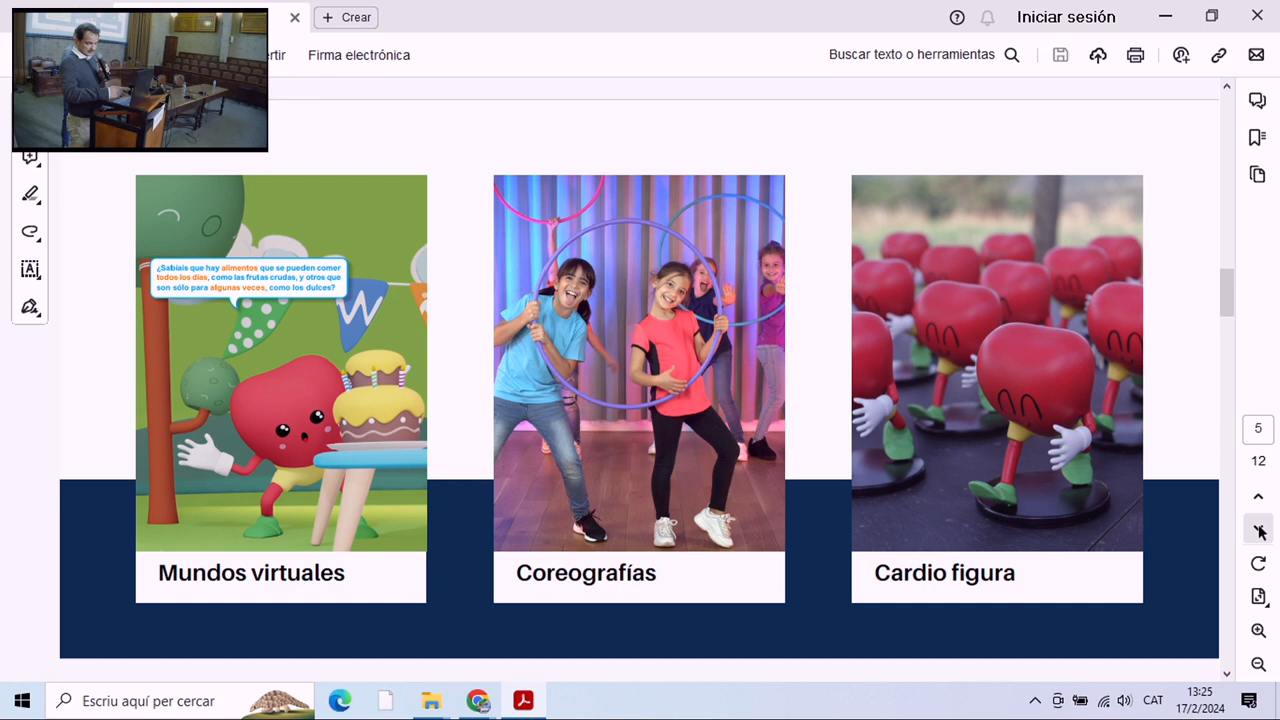 + Crear
Iniciar sesión
Firma electrónica
Buscar texto o herramientas
¿Sabíais que hay alimentos que se pueden comer
todos los días, como las frutas crudas, y otros que
son sólo para algunas veces, como los dulces?
W
Mundos virtuales
Coreografías
Cardio figura
5
12
Escriu aquí per cercar
CAT
13:25
17/2/2024